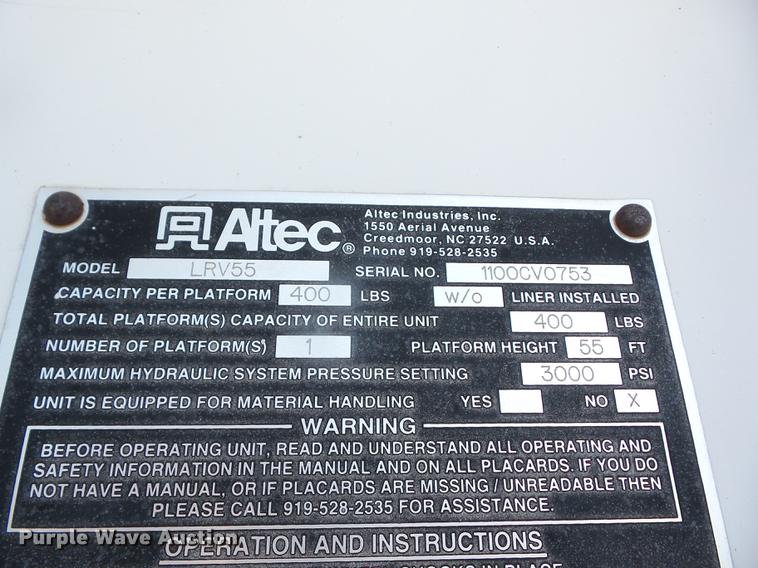 Altec®
Altec Industries, Inc.
1550 Aerial Avenue
Creedmoor, NC 27522 U.S.A.
Phone 919-528-2535
MODEL LRV55 SERIAL NO. 1100CV0753
CAPACITY PER PLATFORM 400 LBS W/O LINER INSTALLED
TOTAL PLATFORM(S) CAPACITY OF ENTIRE UNIT 400 LBS
NUMBER OF PLATFORM(S) 1 PLATFORM HEIGHT 55 FT
MAXIMUM HYDRAULIC SYSTEM PRESSURE SETTING 3000 PSI
UNIT IS EQUIPPED FOR MATERIAL HANDLING YES NO X
WARNING
BEFORE OPERATING UNIT, READ AND UNDERSTAND ALL OPERATING AND
SAFETY INFORMATION IN THE MANUAL AND ON ALL PLACARDS. IF YOU DO
NOT HAVE A MANUAL, OR IF PLACARDS ARE MISSING / UNREADABLE THEN
PLEASE CALL 919-528-2535 FOR ASSISTANCE.
OPERATION AND INSTRUCTIONS
CHOCKS IN PLACE
Purple Wave Auction